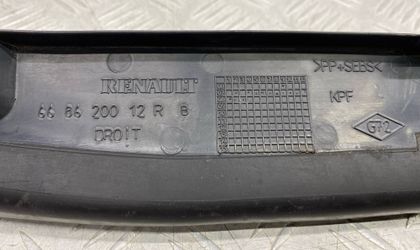 RENAULT
66 86 200 12 R B
DROIT
>PP+SEBS<
KPF
G72